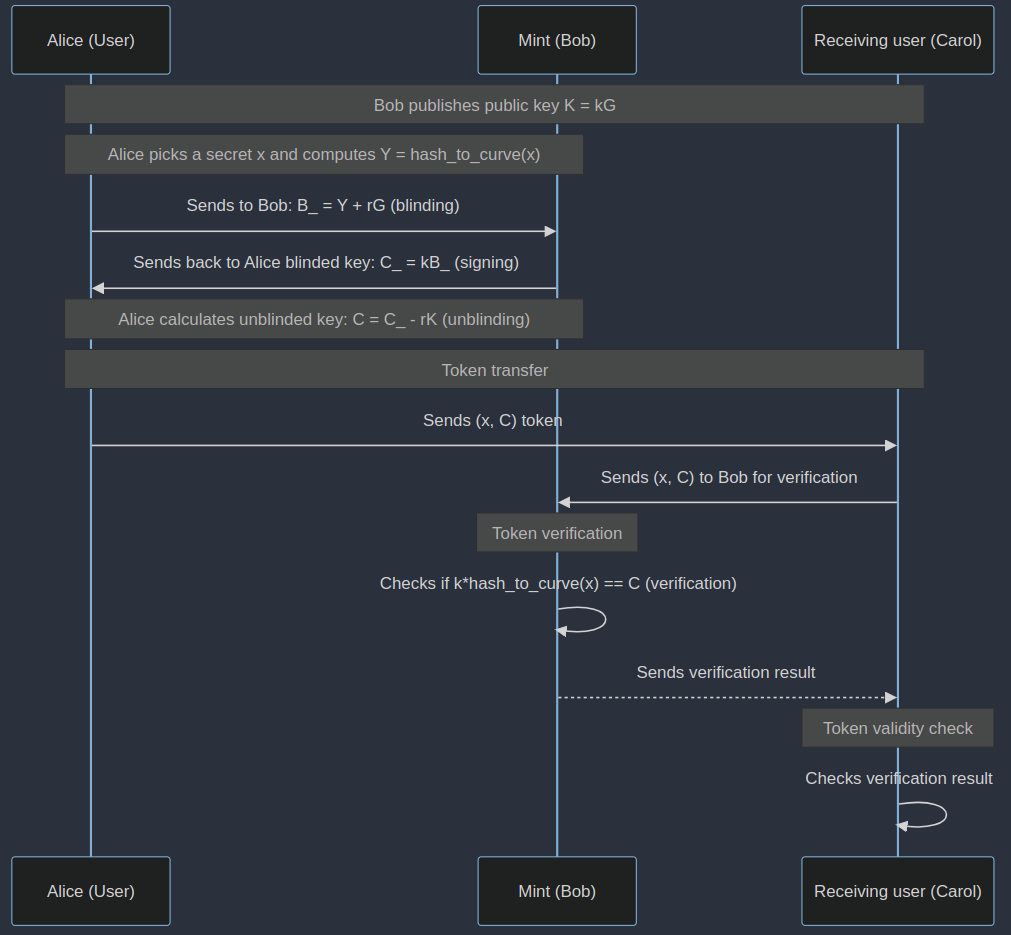 Alice (User)
Mint (Bob)
Receiving user (Carol)
Bob publishes public key K = kG
Alice picks a secret x and computes Y = hash_to_curve(x)
Sends to Bob: B_ = Y + rG (blinding)
Sends back to Alice blinded key: C_ = kB_ (signing)
Alice calculates unblinded key: C = C_ - rK (unblinding)
Token transfer
Sends (x, C) token
Sends (x, C) to Bob for verification
Token verification
Checks if k*hash_to_curve(x) == C (verification)
Sends verification result
Token validity check
Checks verification result
Alice (User)
Mint (Bob)
Receiving user (Carol)